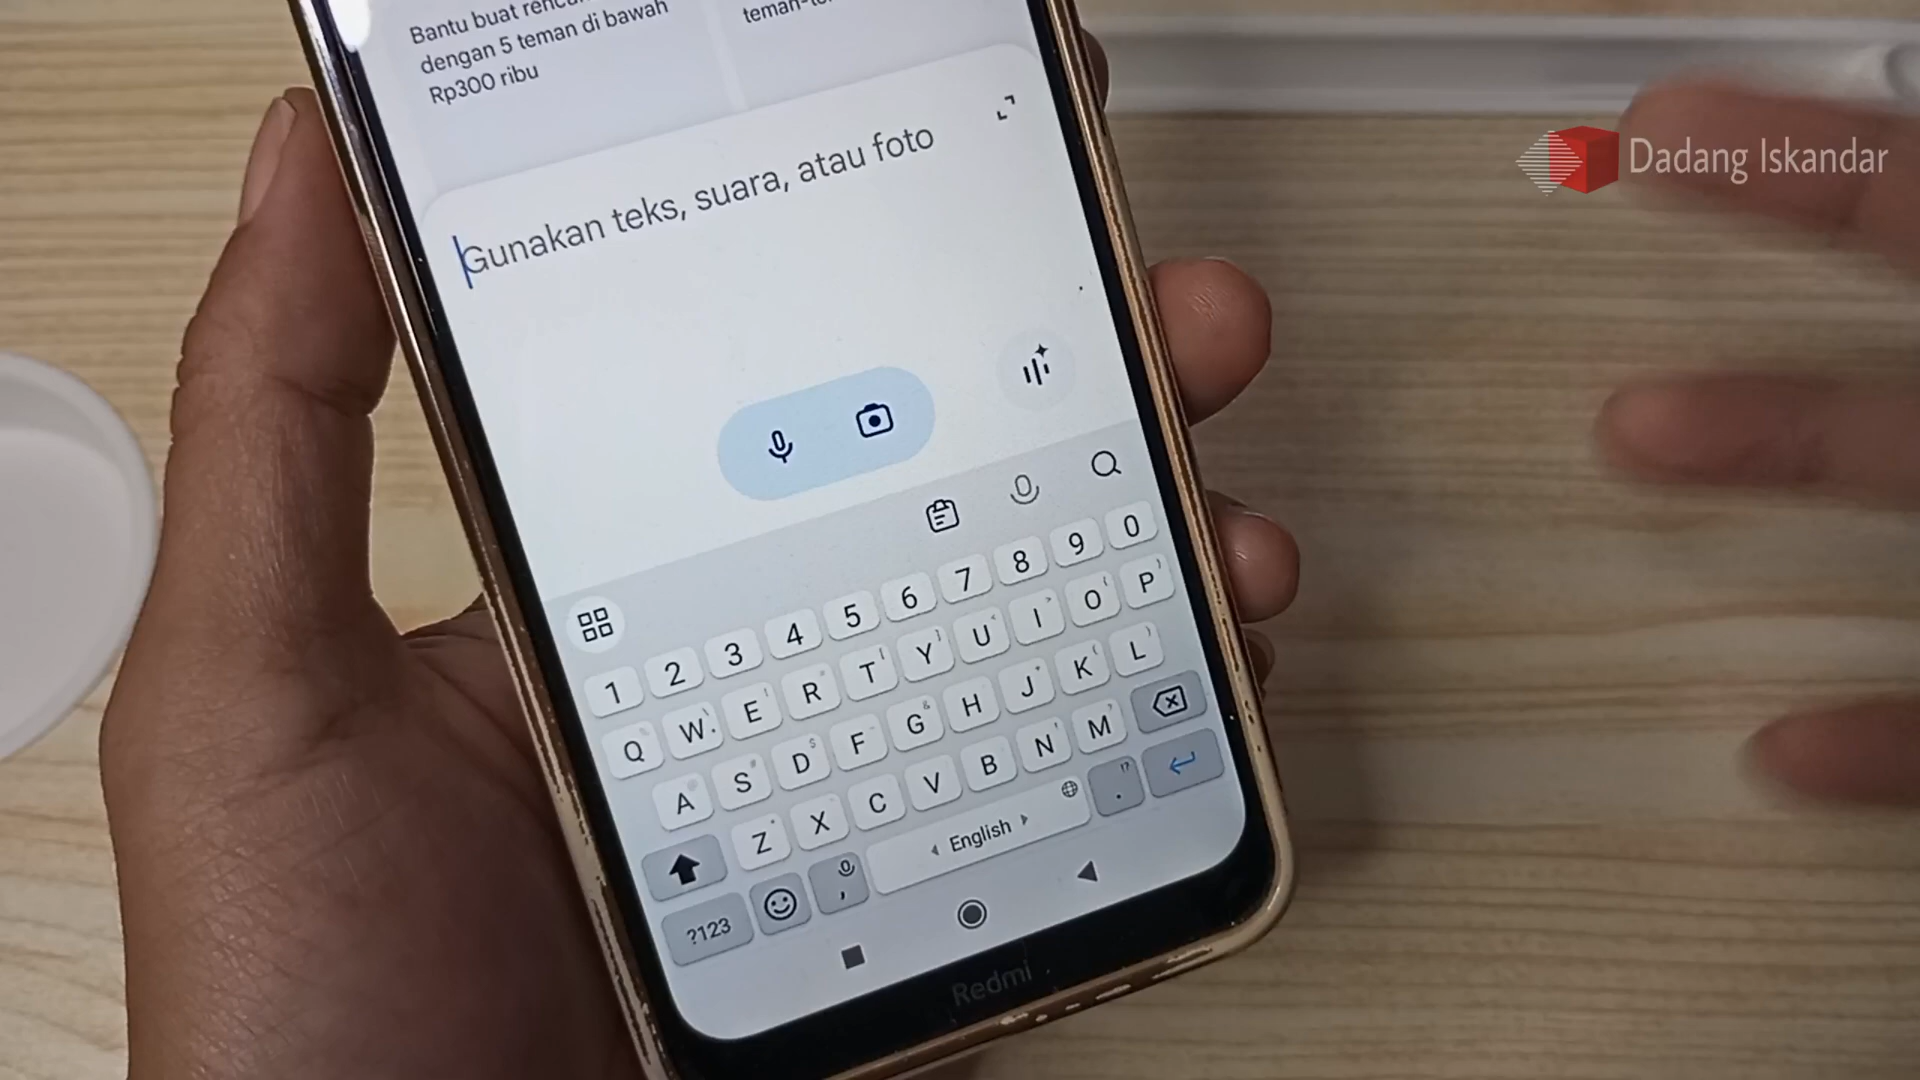 Bantu buat
dengan 5 teman di bawah
Rp300 ribu
Gunakan teks, suara, atau foto
Dadang Iskandar
1 2 3 4 5 6 7 8 9 0
Q W E R T Y U I O P
A S D F G H J K L
Z X C V B N M
?123 , English .
Redmi